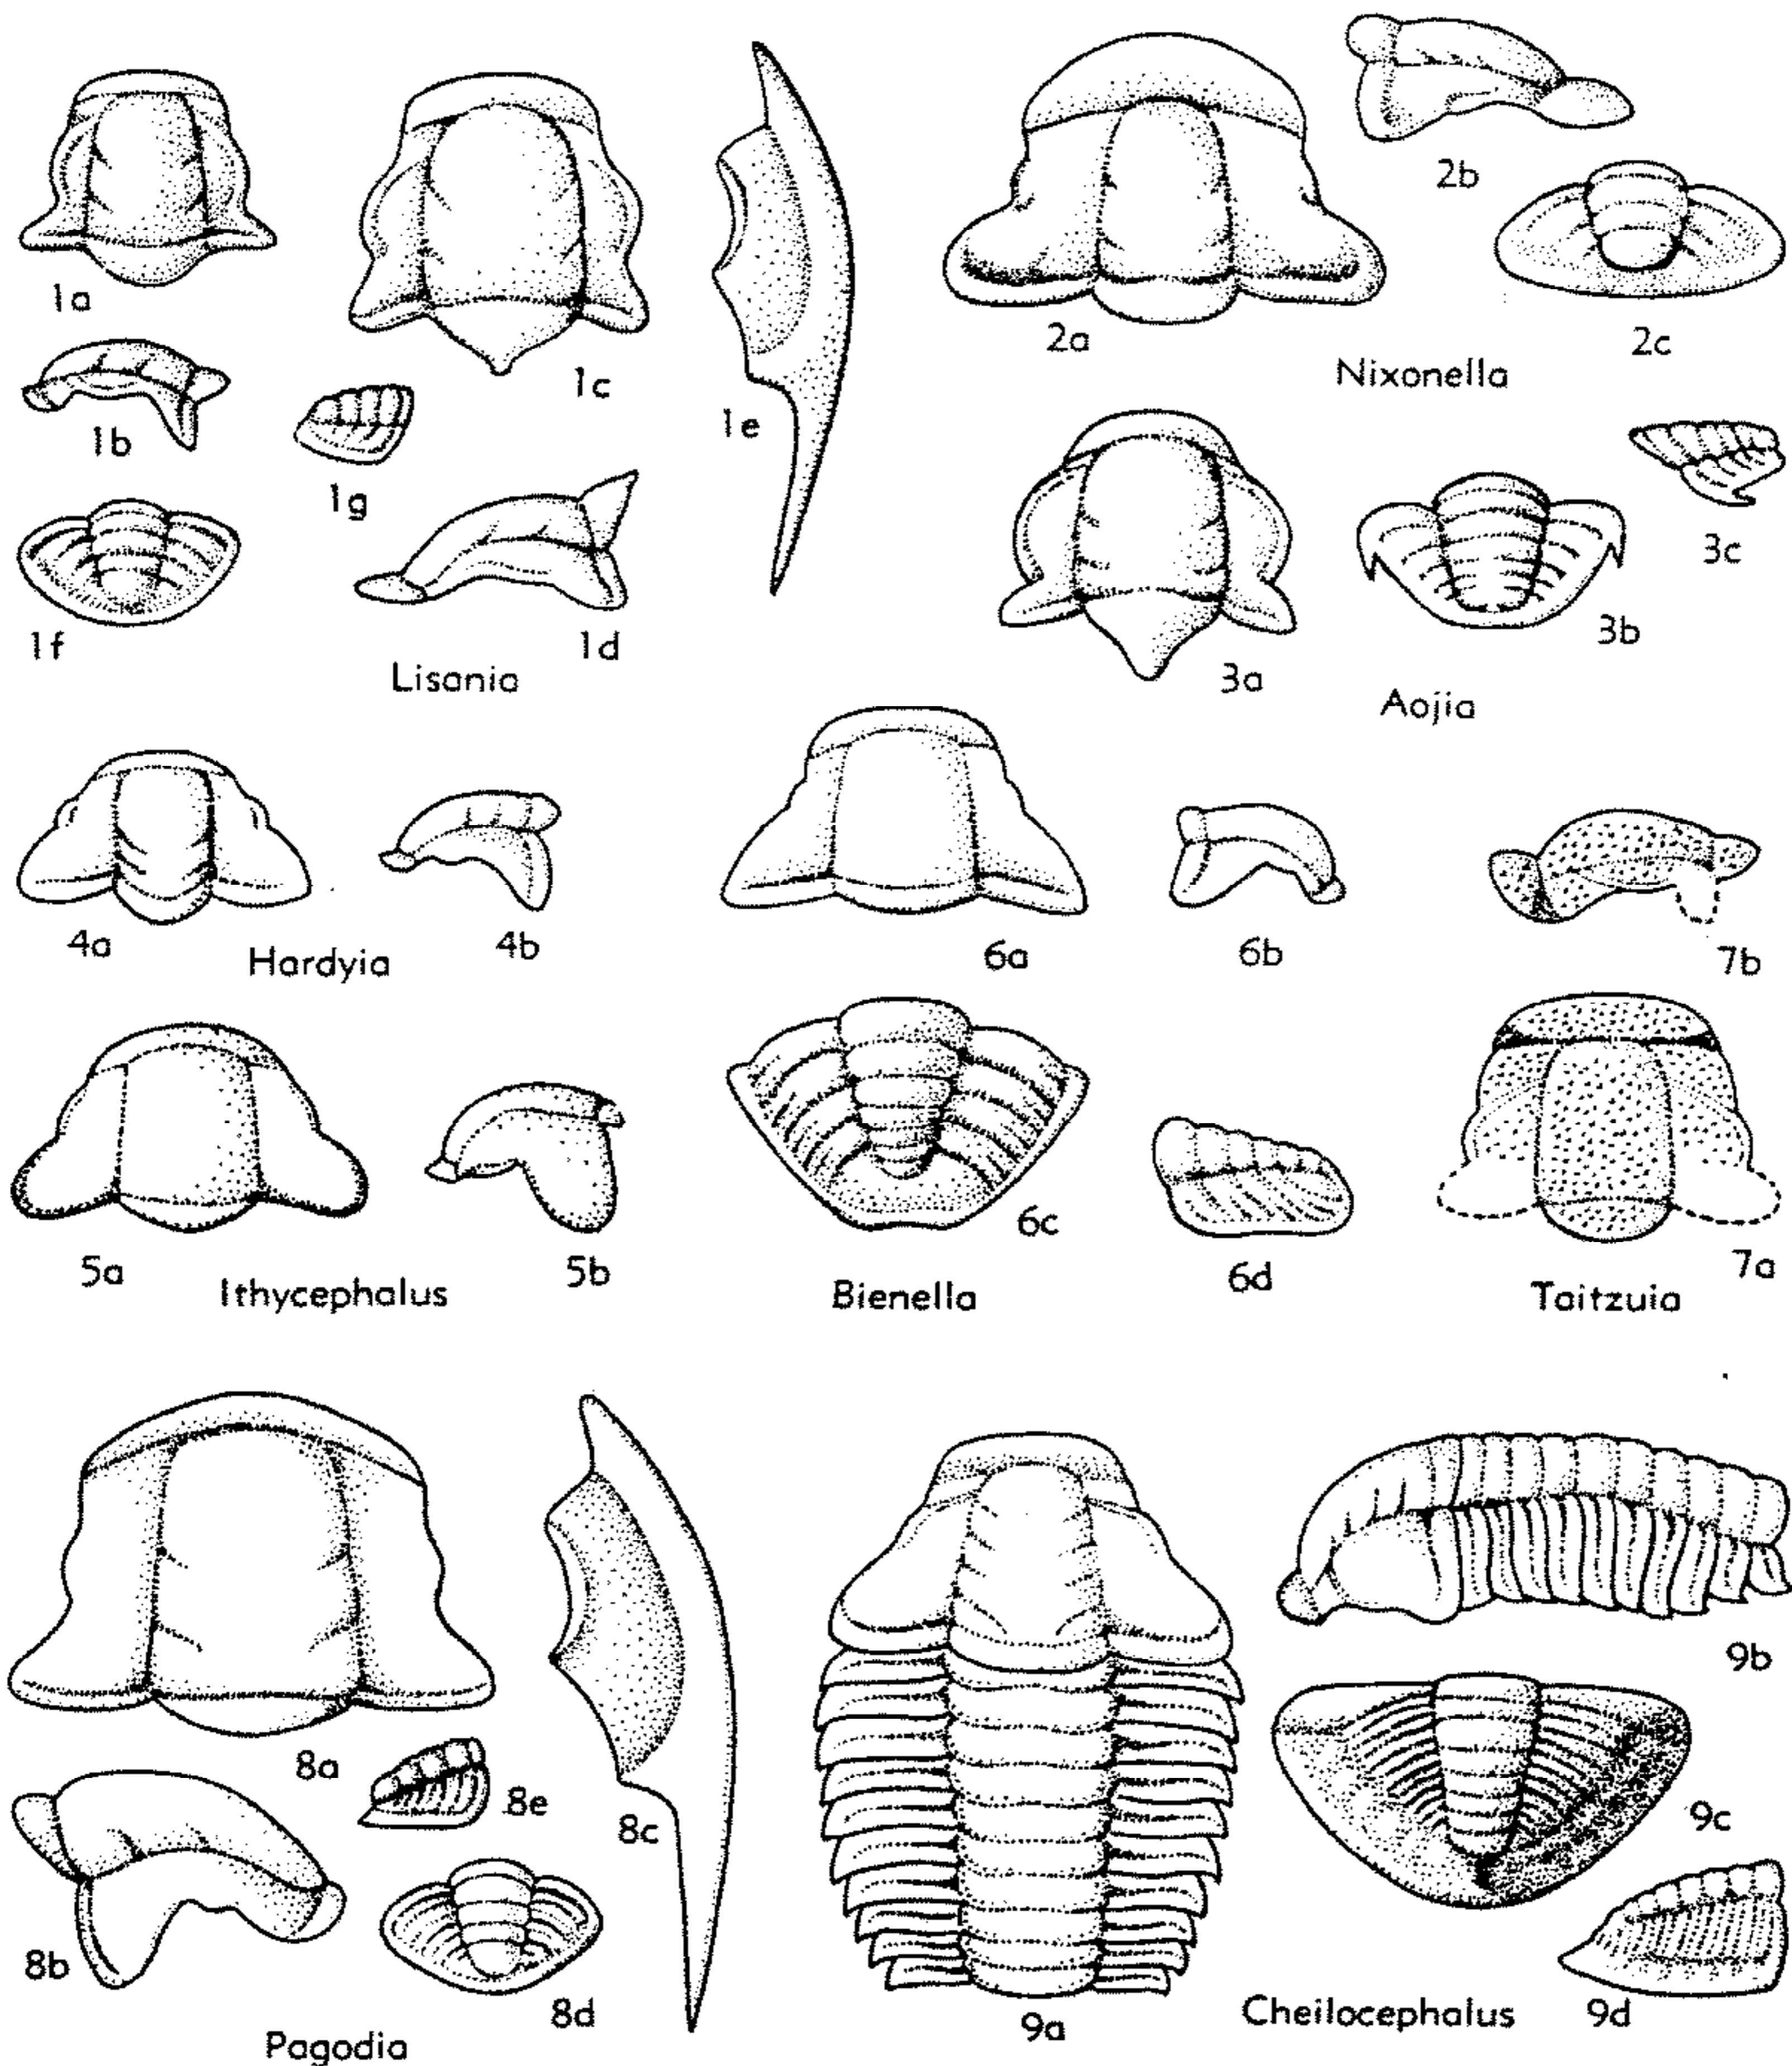 1a
1b
1c
1g
1e
1f
1d
Lisania
2a
2b
2c
Nixonella
3a
3b
3c
Aojia
4a
4b
Hardyia
5a
5b
Ithycephalus
6a
6b
6c
6d
Bienella
7b
7a
Taitzuia
8a
8e
8c
8b
8d
Pagodia
9a
9b
9c
9d
Cheilocephalus